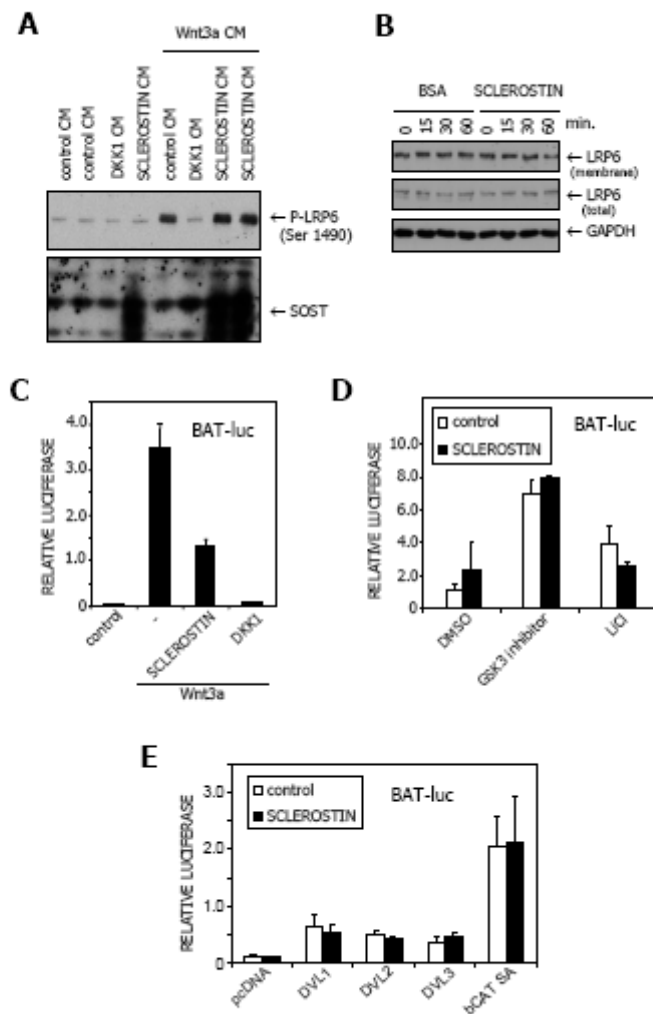 A
Wnt3a CM
control CM
control CM
DKK1 CM
SCLEROSTIN CM
control CM
DKK1 CM
SCLEROSTIN CM
SCLEROSTIN CM
← P-LRP6
(Ser 1490)
← SOST
B
BSA SCLEROSTIN
0 15 30 60 0 15 30 60 min.
← LRP6
(membrane)
← LRP6
(total)
← GAPDH
C
BAT-luc
RELATIVE LUCIFERASE
4.0
3.0
2.0
1.0
0
control - SCLEROSTIN DKK1
Wnt3a
D
control
SCLEROSTIN
BAT-luc
RELATIVE LUCIFERASE
10.0
8.0
6.0
4.0
2.0
0
DMSO GSK3 inhibitor LiCl
E
control
SCLEROSTIN
BAT-luc
RELATIVE LUCIFERASE
3.0
2.0
1.0
0
pcDNA DVL1 DVL2 DVL3 bCAT SA